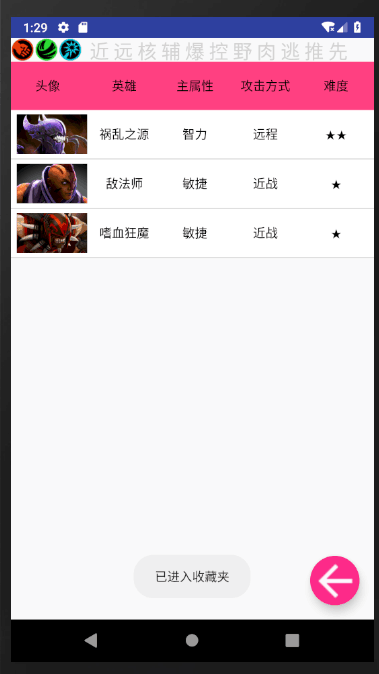 1:29
近 远 核 辅 爆 控 野 肉 逃 推 先
头像 英雄 主属性 攻击方式 难度
祸乱之源 智力 远程 ★★
敌法师 敏捷 近战 ★
嗜血狂魔 敏捷 近战 ★
已进入收藏夹